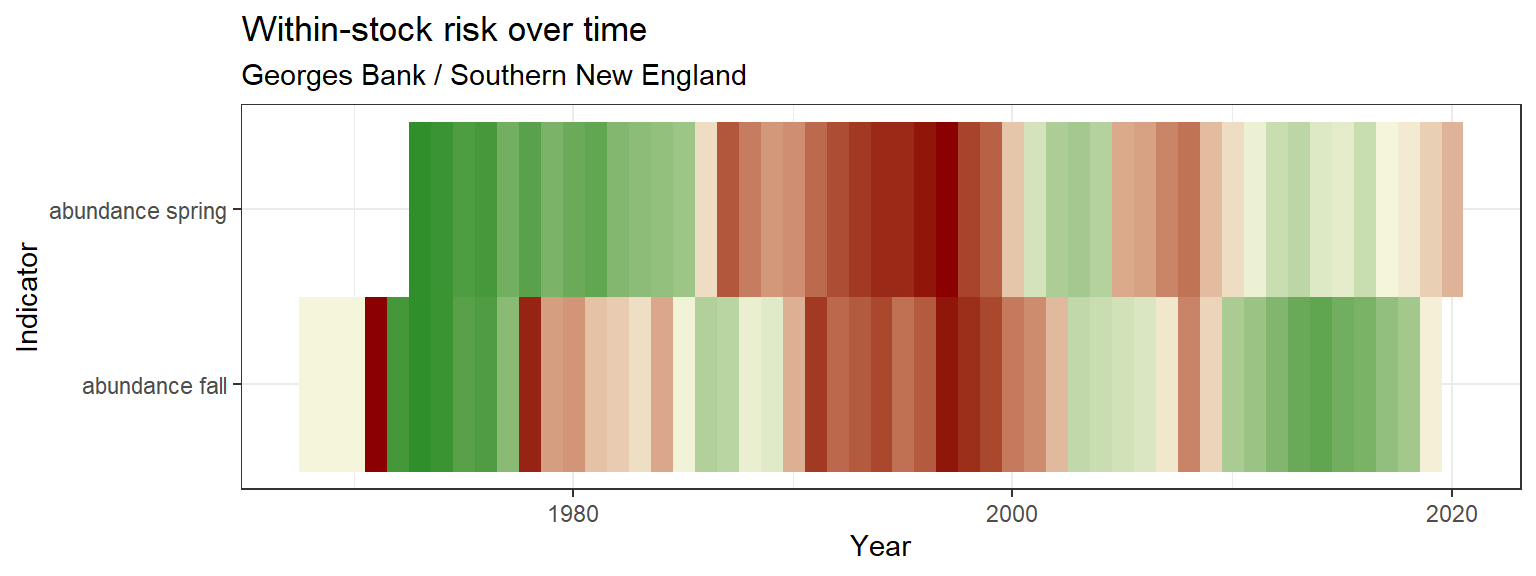 Within-stock risk over time
Georges Bank / Southern New England
Indicator
abundance spring
abundance fall
1980
2000
2020
Year